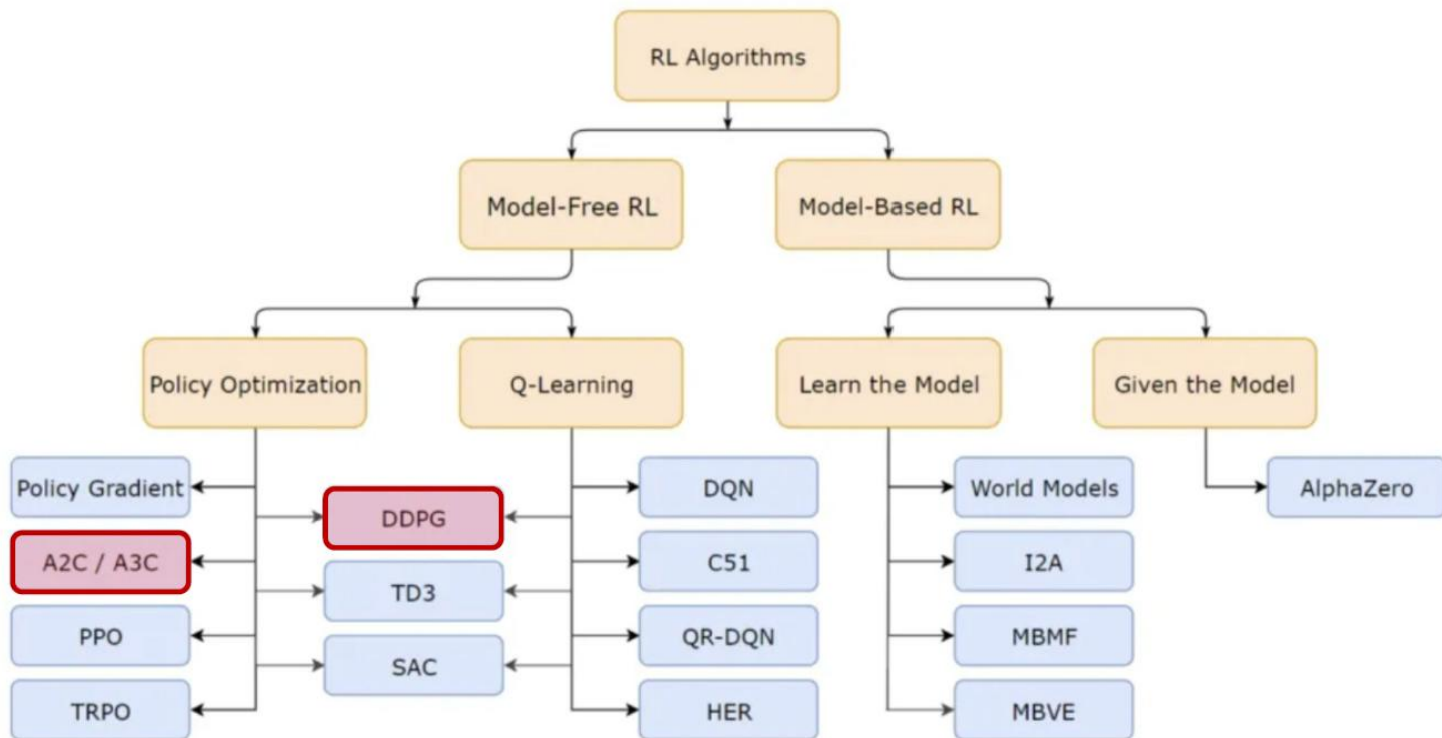 RL Algorithms
Model-Free RL
Model-Based RL
Policy Optimization
Q-Learning
Learn the Model
Given the Model
Policy Gradient
DDPG
DQN
World Models
AlphaZero
A2C / A3C
TD3
C51
I2A
PPO
SAC
QR-DQN
MBMF
TRPO
HER
MBVE